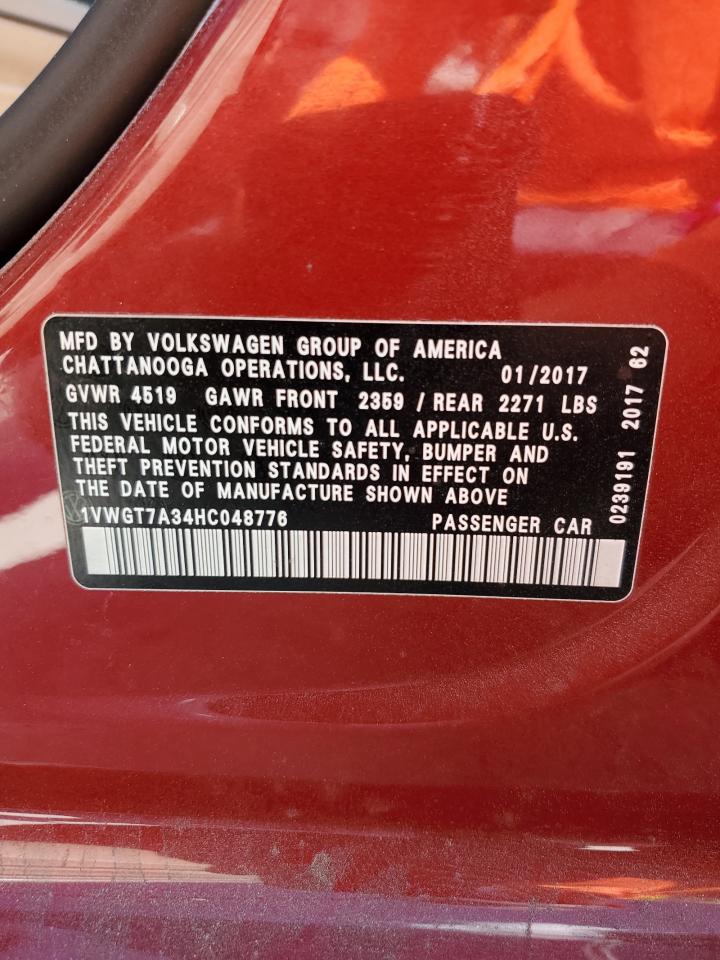 MFD BY VOLKSWAGEN GROUP OF AMERICA
CHATTANOOGA OPERATIONS, LLC. 01/2017
GVWR 4519 GAWR FRONT 2359 / REAR 2271 LBS
THIS VEHICLE CONFORMS TO ALL APPLICABLE U.S.
FEDERAL MOTOR VEHICLE SAFETY, BUMPER AND
THEFT PREVENTION STANDARDS IN EFFECT ON
THE DATE OF MANUFACTURE SHOWN ABOVE
1VWGT7A34HC048776 PASSENGER CAR
0239191 2017 62